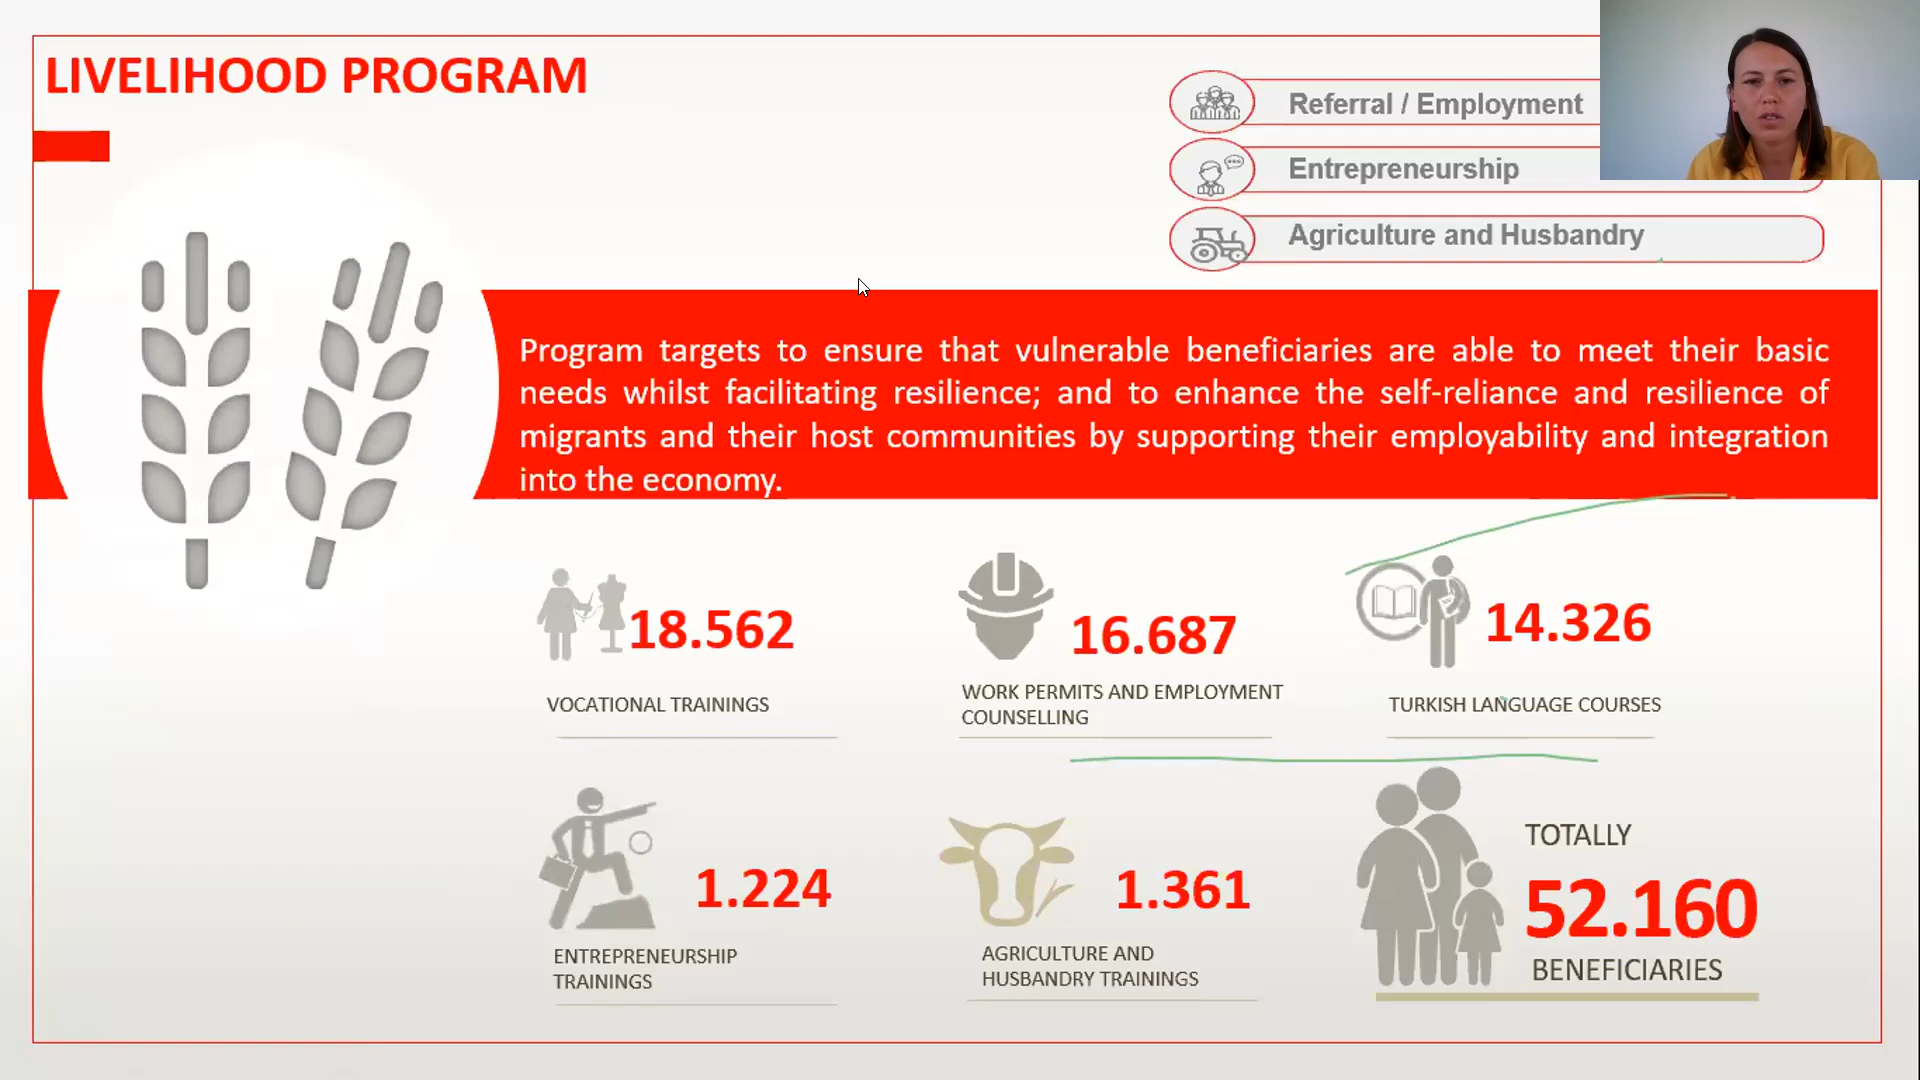 LIVELIHOOD PROGRAM
Referral / Employment
Entrepreneurship
Agriculture and Husbandry
Program targets to ensure that vulnerable beneficiaries are able to meet their basic
needs whilst facilitating resilience; and to enhance the self-reliance and resilience of
migrants and their host communities by supporting their employability and integration
into the economy.
18.562
VOCATIONAL TRAININGS
16.687
WORK PERMITS AND EMPLOYMENT
COUNSELLING
14.326
TURKISH LANGUAGE COURSES
1.224
ENTREPRENEURSHIP
TRAININGS
1.361
AGRICULTURE AND
HUSBANDRY TRAININGS
TOTALLY
52.160
BENEFICIARIES